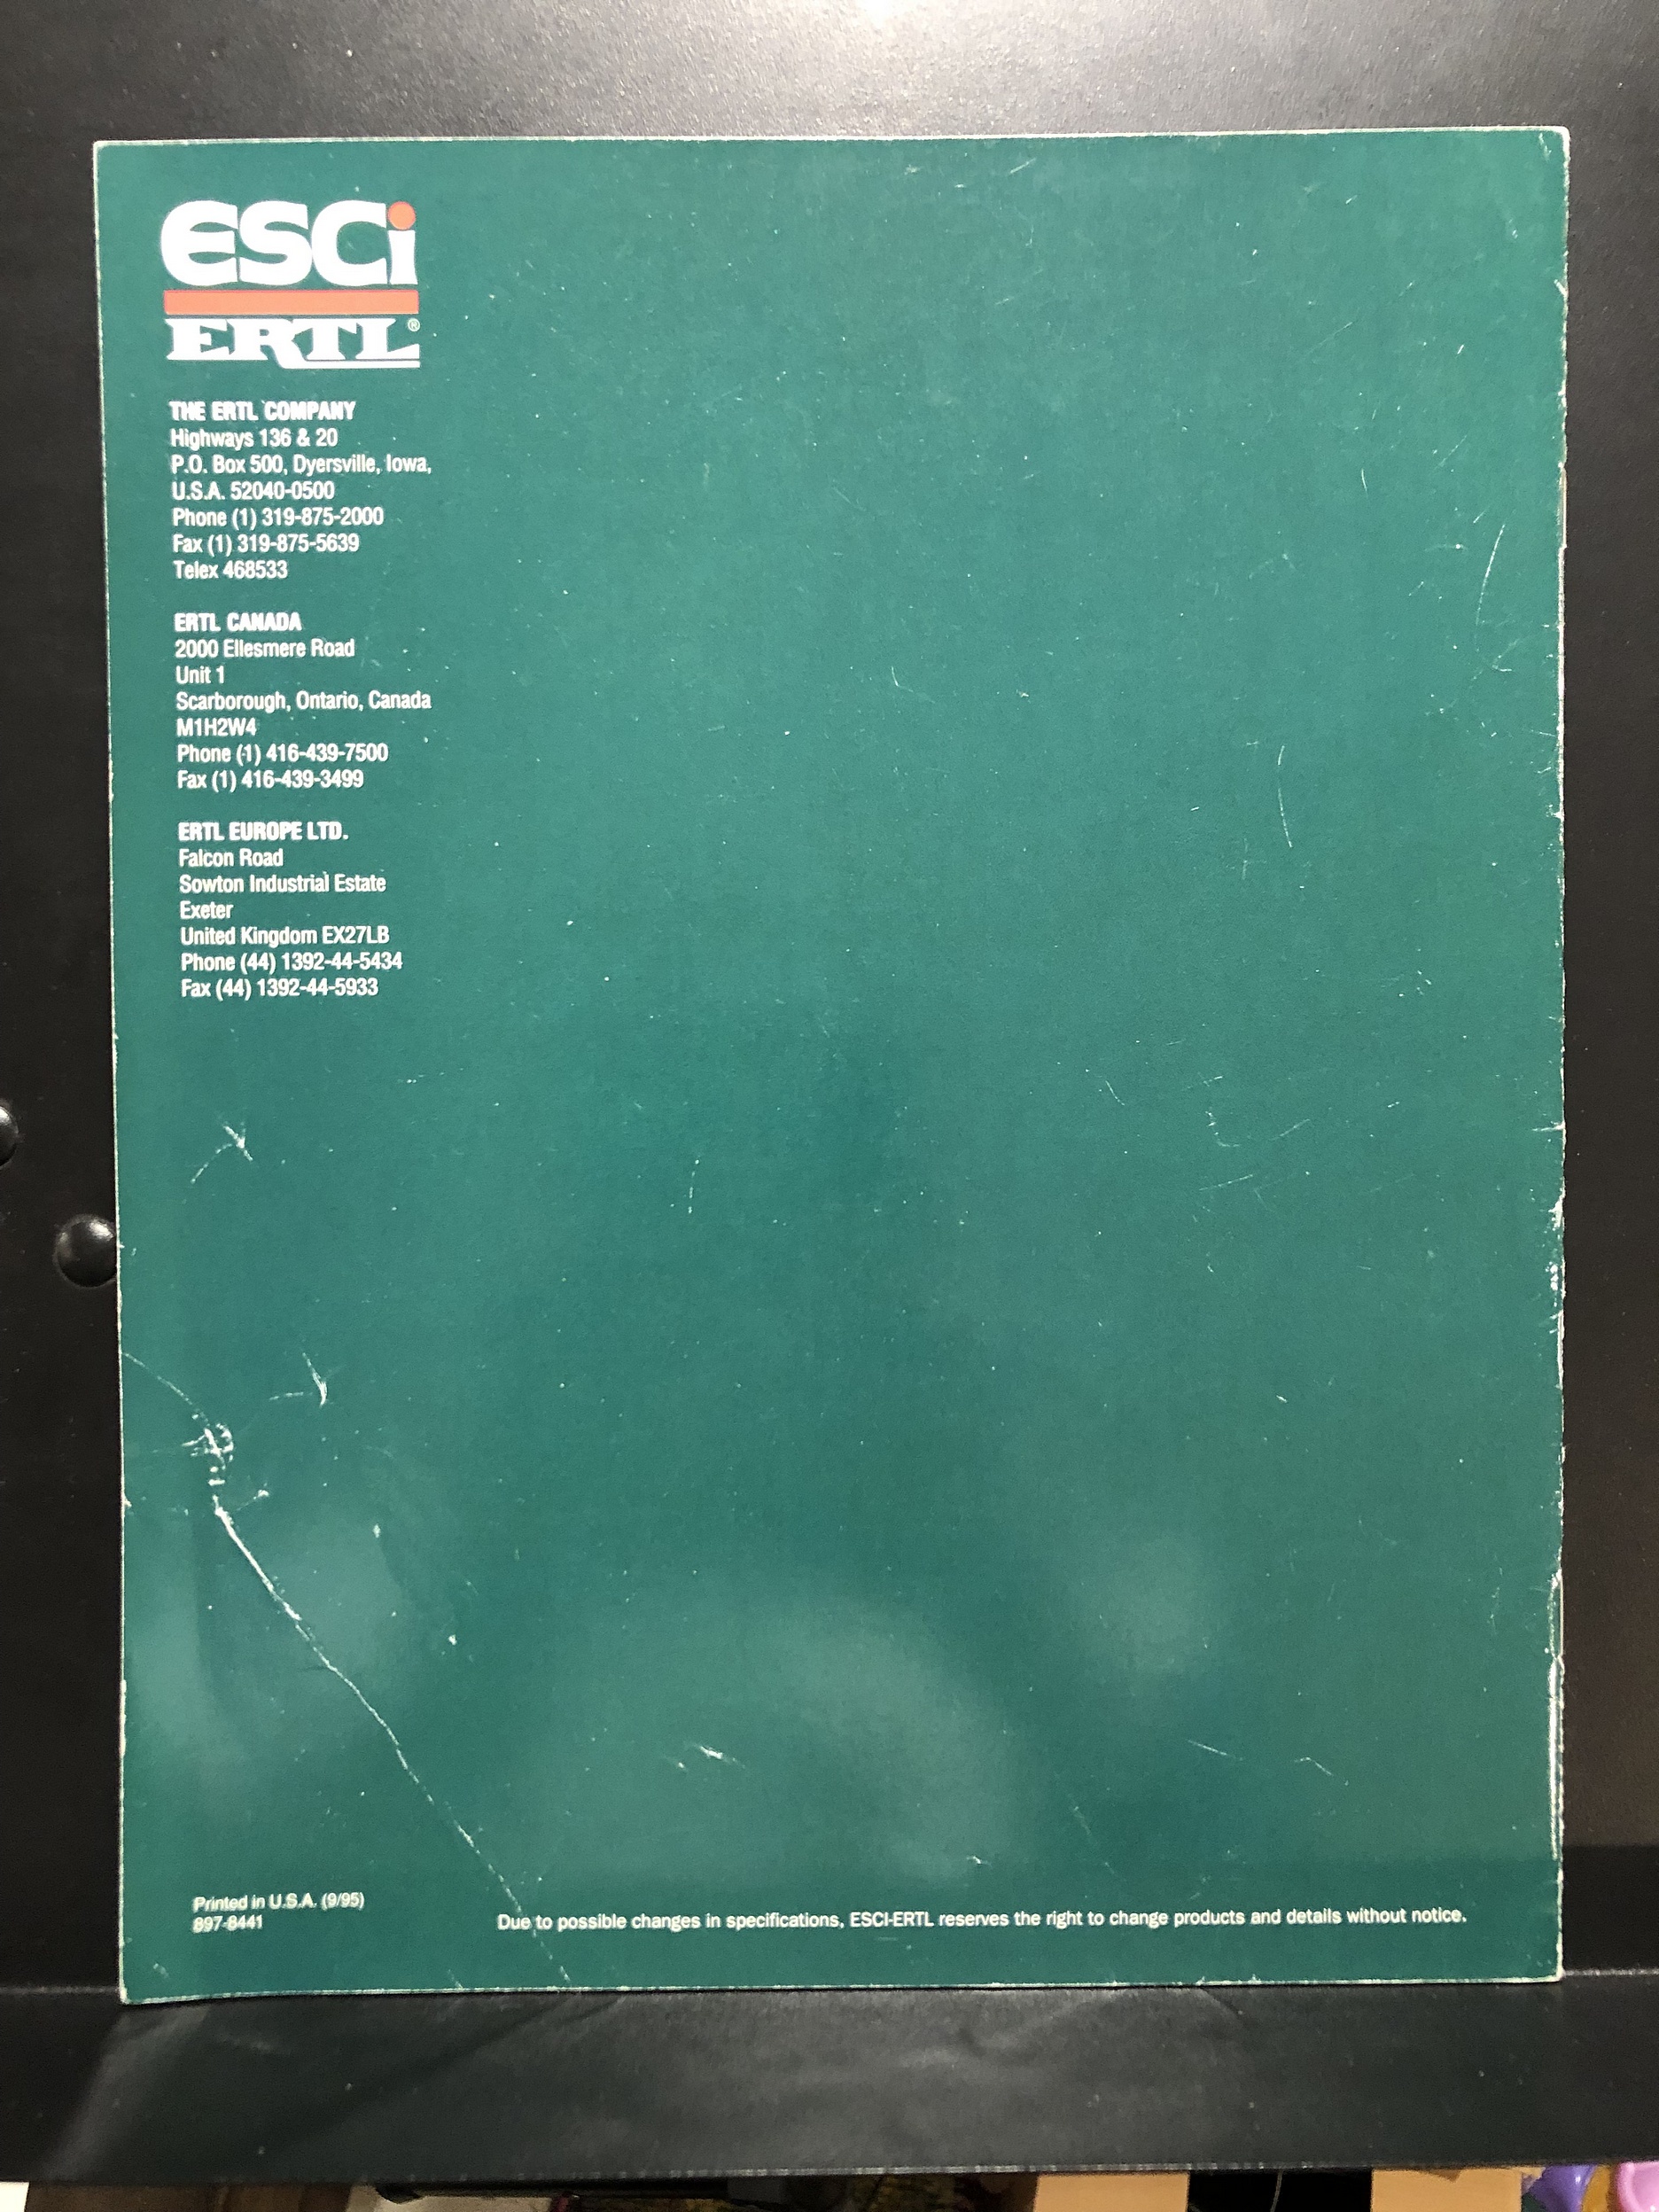 ESCi
ERTL®
THE ERTL COMPANY
Highways 136 & 20
P.O. Box 500, Dyersville, Iowa,
U.S.A. 52040-0500
Phone (1) 319-875-2000
Fax (1) 319-875-5639
Telex 468533
ERTL CANADA
2000 Ellesmere Road
Unit 1
Scarborough, Ontario, Canada
M1H2W4
Phone (1) 416-439-7500
Fax (1) 416-439-3499
ERTL EUROPE LTD.
Falcon Road
Sowton Industrial Estate
Exeter
United Kingdom EX27LB
Phone (44) 1392-44-5434
Fax (44) 1392-44-5933
Printed in U.S.A. (9/95)
897-8441
Due to possible changes in specifications, ESCI-ERTL reserves the right to change products and details without notice.